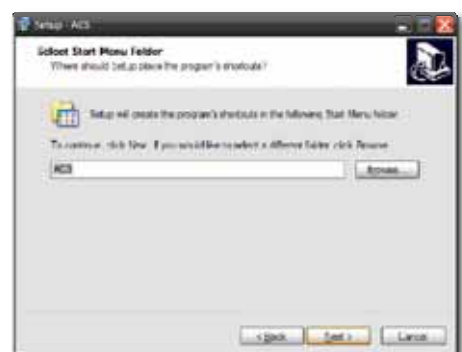 Setup - ACS
Select Start Menu Folder
Where should Setup place the program's shortcuts?
Setup will create the program's shortcuts in the following Start Menu folder.
To continue, click Next. If you would like to select a different folder, click Browse.
ACS
Browse...
< Back
Next >
Cancel